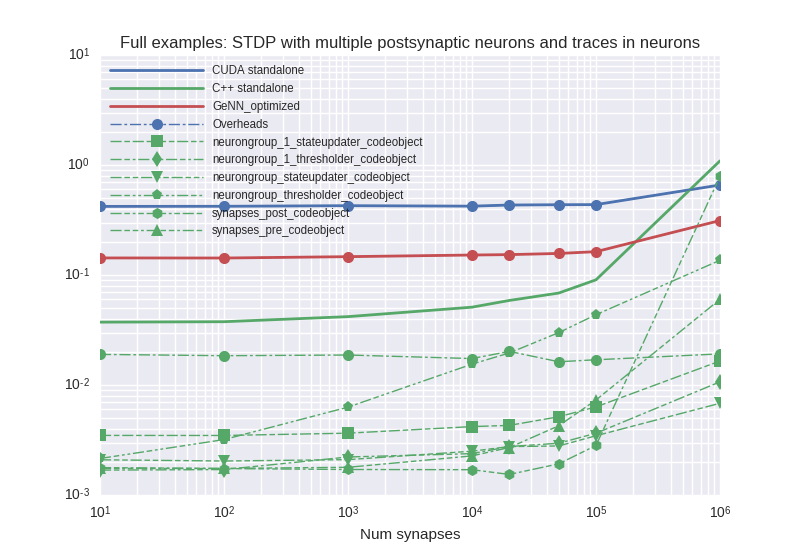 Full examples: STDP with multiple postsynaptic neurons and traces in neurons
10¹
CUDA standalone
C++ standalone
GeNN_optimized
Overheads
neurongroup_1_stateupdater_codeobject
neurongroup_1_thresholder_codeobject
10⁰
neurongroup_stateupdater_codeobject
neurongroup_thresholder_codeobject
synapses_post_codeobject
synapses_pre_codeobject
10⁻¹
10⁻²
10⁻³
10¹ 10² 10³ 10⁴ 10⁵ 10⁶
Num synapses